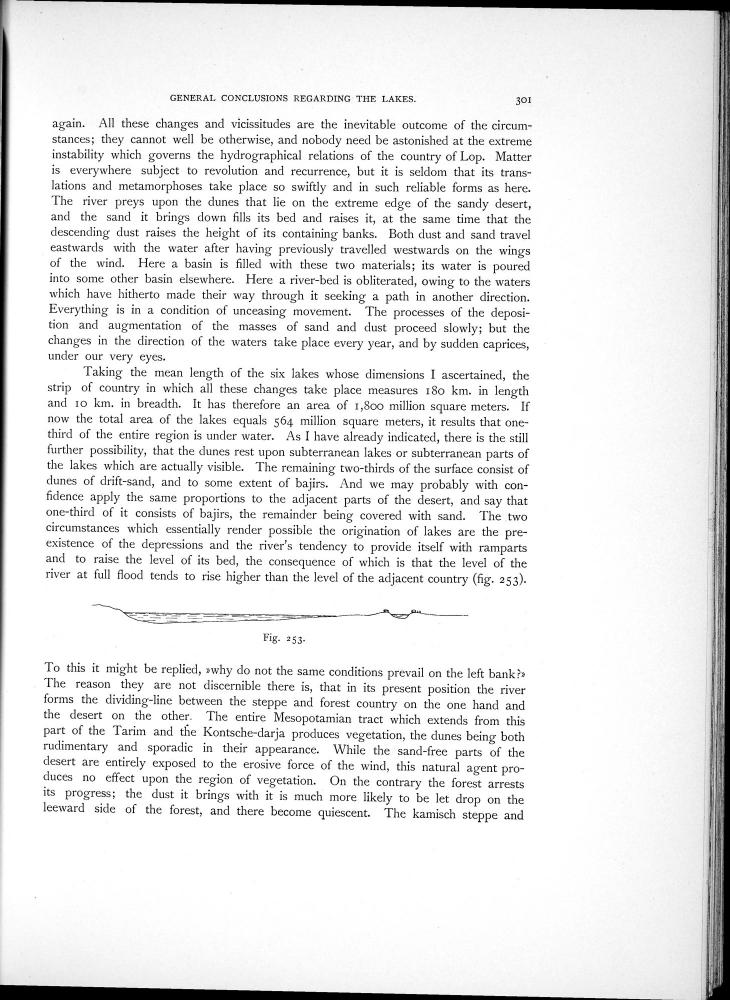 GENERAL CONCLUSIONS REGARDING THE LAKES. 301
again. All these changes and vicissitudes are the inevitable outcome of the circum-
stances; they cannot well be otherwise, and nobody need be astonished at the extreme
instability which governs the hydrographical relations of the country of Lop. Matter
is everywhere subject to revolution and recurrence, but it is seldom that its trans-
lations and metamorphoses take place so swiftly and in such reliable forms as here.
The river preys upon the dunes that lie on the extreme edge of the sandy desert,
and the sand it brings down fills its bed and raises it, at the same time that the
descending dust raises the height of its containing banks. Both dust and sand travel
eastwards with the water after having previously travelled westwards on the wings
of the wind. Here a basin is filled with these two materials; its water is poured
into some other basin elsewhere. Here a river-bed is obliterated, owing to the waters
which have hitherto made their way through it seeking a path in another direction.
Everything is in a condition of unceasing movement. The processes of the deposi-
tion and augmentation of the masses of sand and dust proceed slowly; but the
changes in the direction of the waters take place every year, and by sudden caprices,
under our very eyes.
Taking the mean length of the six lakes whose dimensions I ascertained, the
strip of country in which all these changes take place measures 180 km. in length
and 10 km. in breadth. It has therefore an area of 1,800 million square meters. If
now the total area of the lakes equals 564 million square meters, it results that one-
third of the entire region is under water. As I have already indicated, there is the still
further possibility, that the dunes rest upon subterranean lakes or subterranean parts of
the lakes which are actually visible. The remaining two-thirds of the surface consist of
dunes of drift-sand, and to some extent of bajirs. And we may probably with con-
fidence apply the same proportions to the adjacent parts of the desert, and say that
one-third of it consists of bajirs, the remainder being covered with sand. The two
circumstances which essentially render possible the origination of lakes are the pre-
existence of the depressions and the river's tendency to provide itself with ramparts
and to raise the level of its bed, the consequence of which is that the level of the
river at full flood tends to rise higher than the level of the adjacent country (fig. 253).
Fig. 253.
To this it might be replied, »why do not the same conditions prevail on the left bank?»
The reason they are not discernible there is, that in its present position the river
forms the dividing-line between the steppe and forest country on the one hand and
the desert on the other. The entire Mesopotamian tract which extends from this
part of the Tarim and the Kontsche-darja produces vegetation, the dunes being both
rudimentary and sporadic in their appearance. While the sand-free parts of the
desert are entirely exposed to the erosive force of the wind, this natural agent pro-
duces no effect upon the region of vegetation. On the contrary the forest arrests
its progress; the dust it brings with it is much more likely to be let drop on the
leeward side of the forest, and there become quiescent. The kamisch steppe and